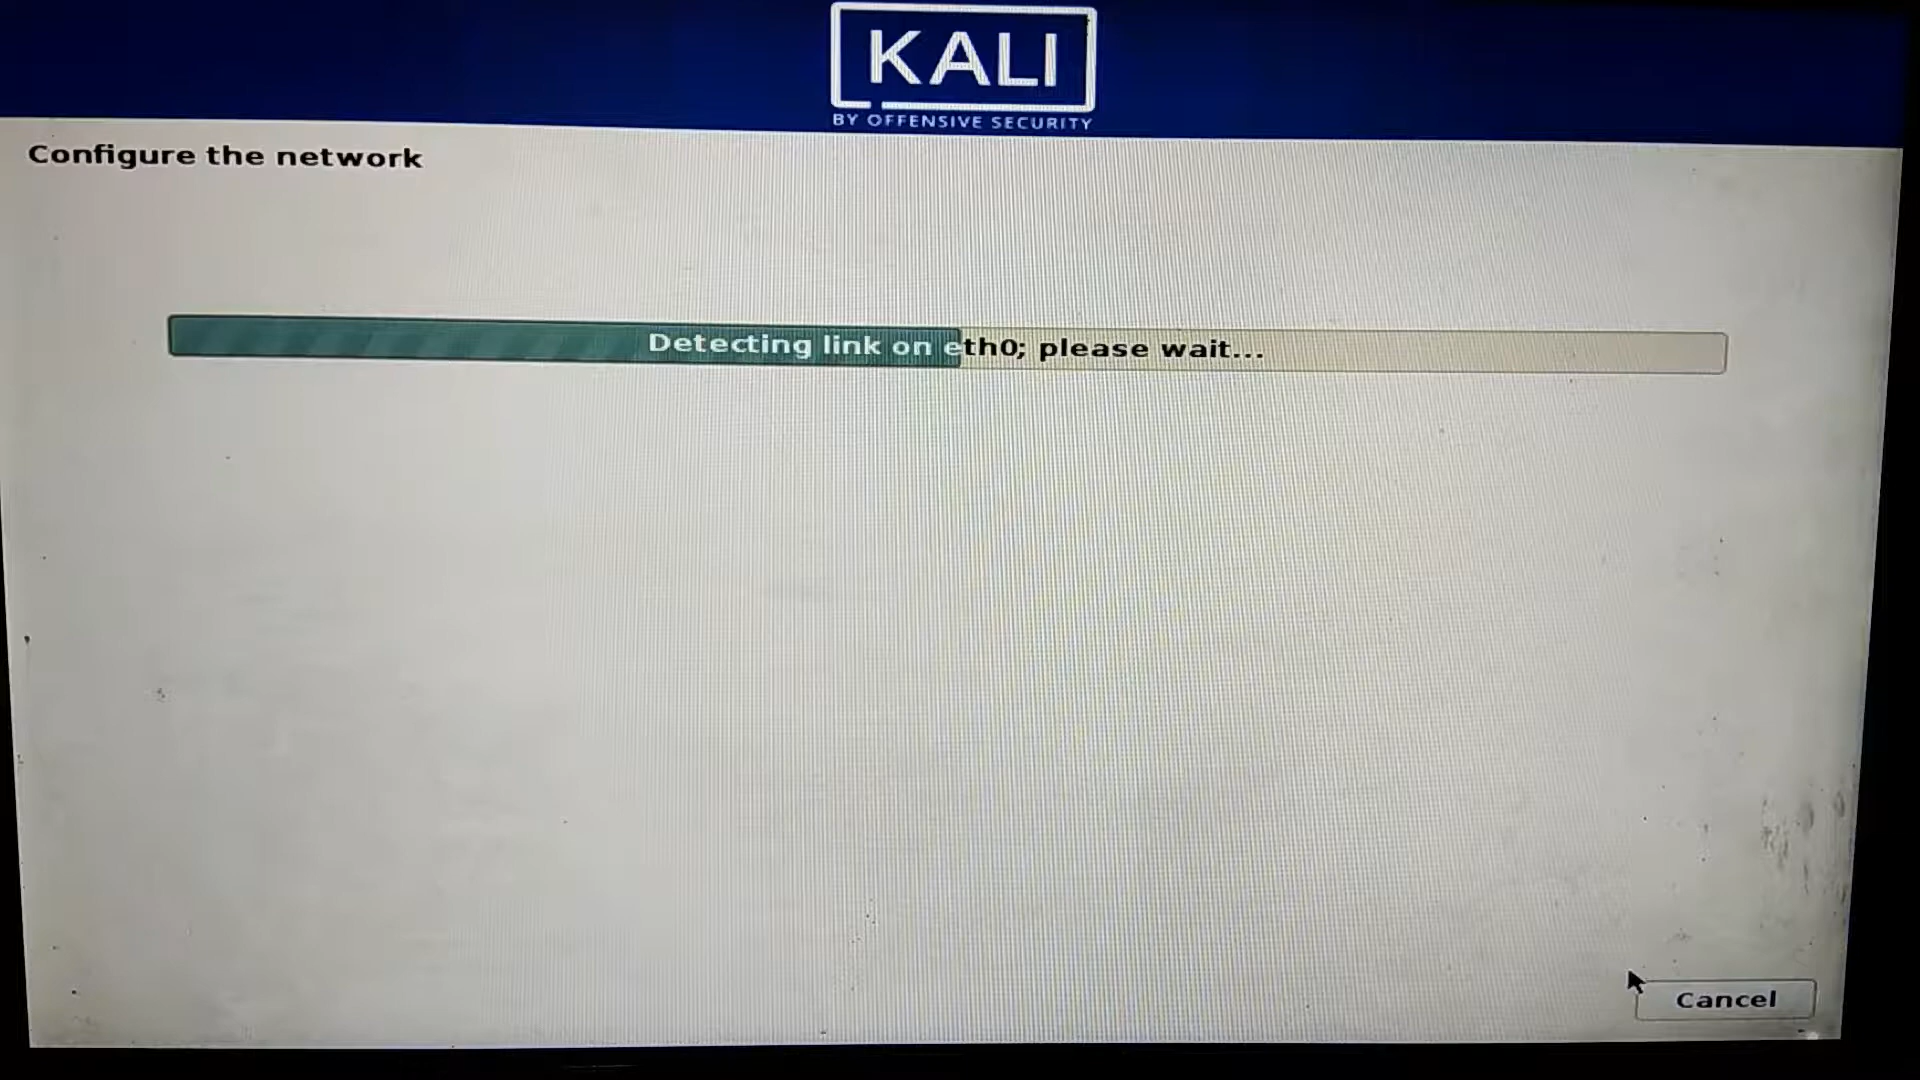 KALI
BY OFFENSIVE SECURITY
Configure the network
Detecting link on eth0; please wait...
Cancel